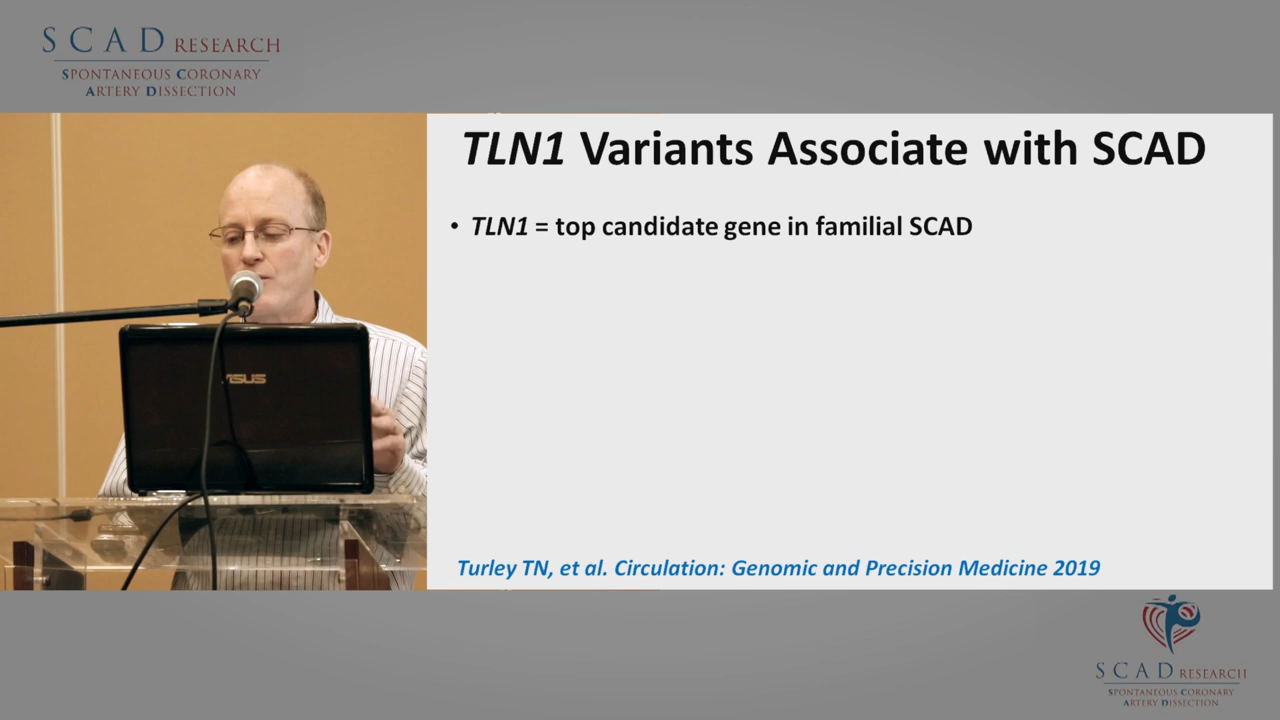 SCAD RESEARCH
SPONTANEOUS CORONARY
ARTERY DISSECTION
TLN1 Variants Associate with SCAD
• TLN1 = top candidate gene in familial SCAD
ASUS
Turley TN, et al. Circulation: Genomic and Precision Medicine 2019
SCAD RESEARCH
SPONTANEOUS CORONARY
ARTERY DISSECTION